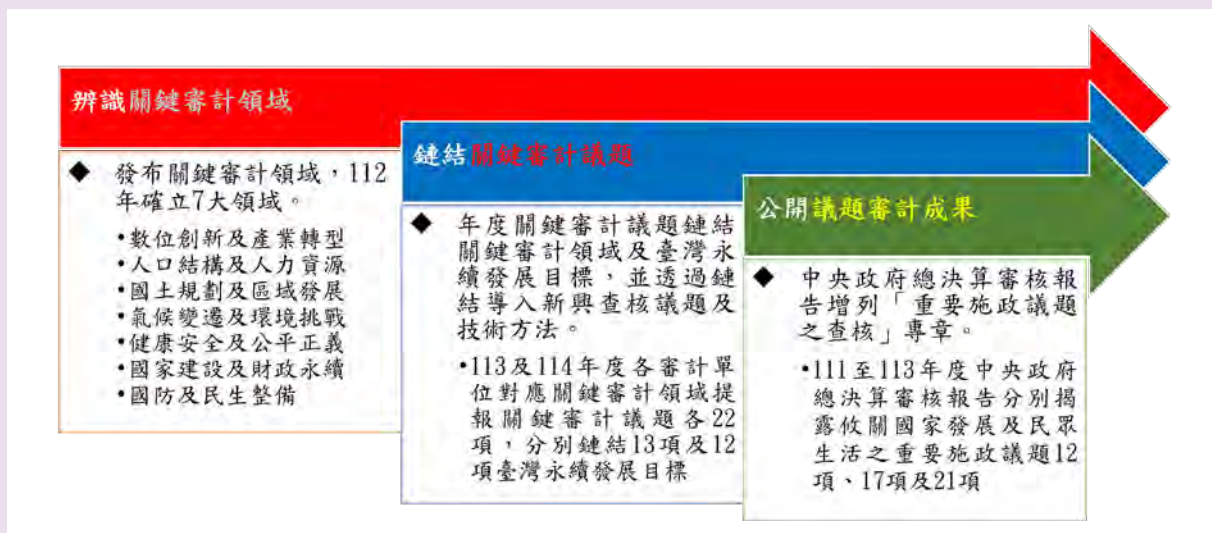 辨識關鍵審計領域
◆ 發布關鍵審計領域，112
年確立7大領域。
•數位創新及產業轉型
•人口結構及人力資源
•國土規劃及區域發展
•氣候變遷及環境挑戰
•健康安全及公平正義
•國家建設及財政永續
•國防及民生整備
鏈結關鍵審計議題
◆ 年度關鍵審計議題鏈結
關鍵審計領域及臺灣永
續發展目標，並透過鏈
結導入新興查核議題及
技術方法。
•113及114年度各審計單
位對應關鍵審計領域提
報關鍵審計議題各22
項，分別鏈結13項及12
項臺灣永續發展目標
公開議題審計成果
◆ 中央政府總決算審核報
告增列「重要施政議題
之查核」專章。
•111至113年度中央政府
總決算審核報告分別揭
露攸關國家發展及民眾
生活之重要施政議題12
項、17項及21項